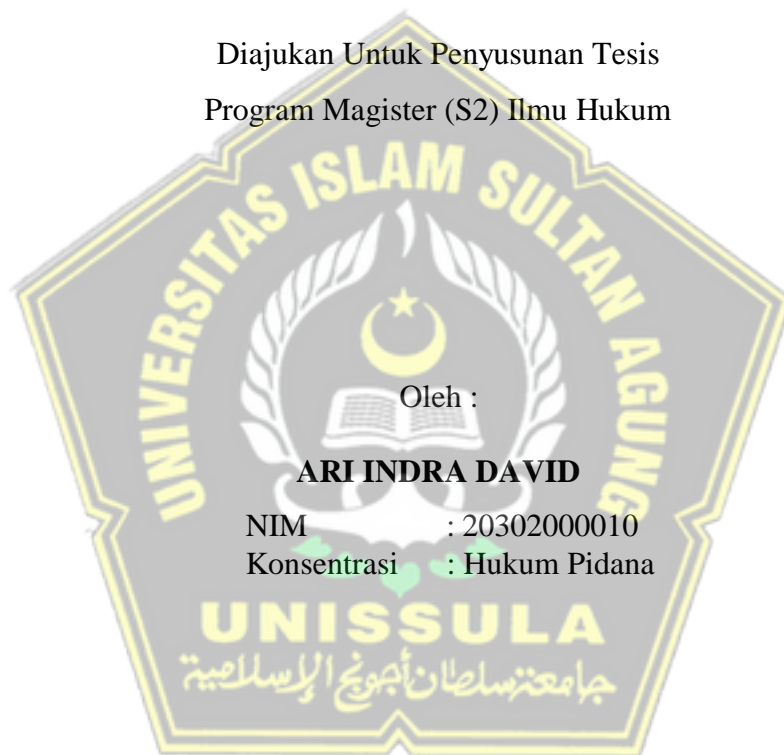 Diajukan Untuk Penyusunan Tesis
Program Magister (S2) Ilmu Hukum
UNIVERSITAS ISLAM SULTAN AGUNG
Oleh :
ARI INDRA DAVID
NIM : 20302000010
Konsentrasi : Hukum Pidana
UNISSULA
جامعة سلطان أجونج الإسلامية